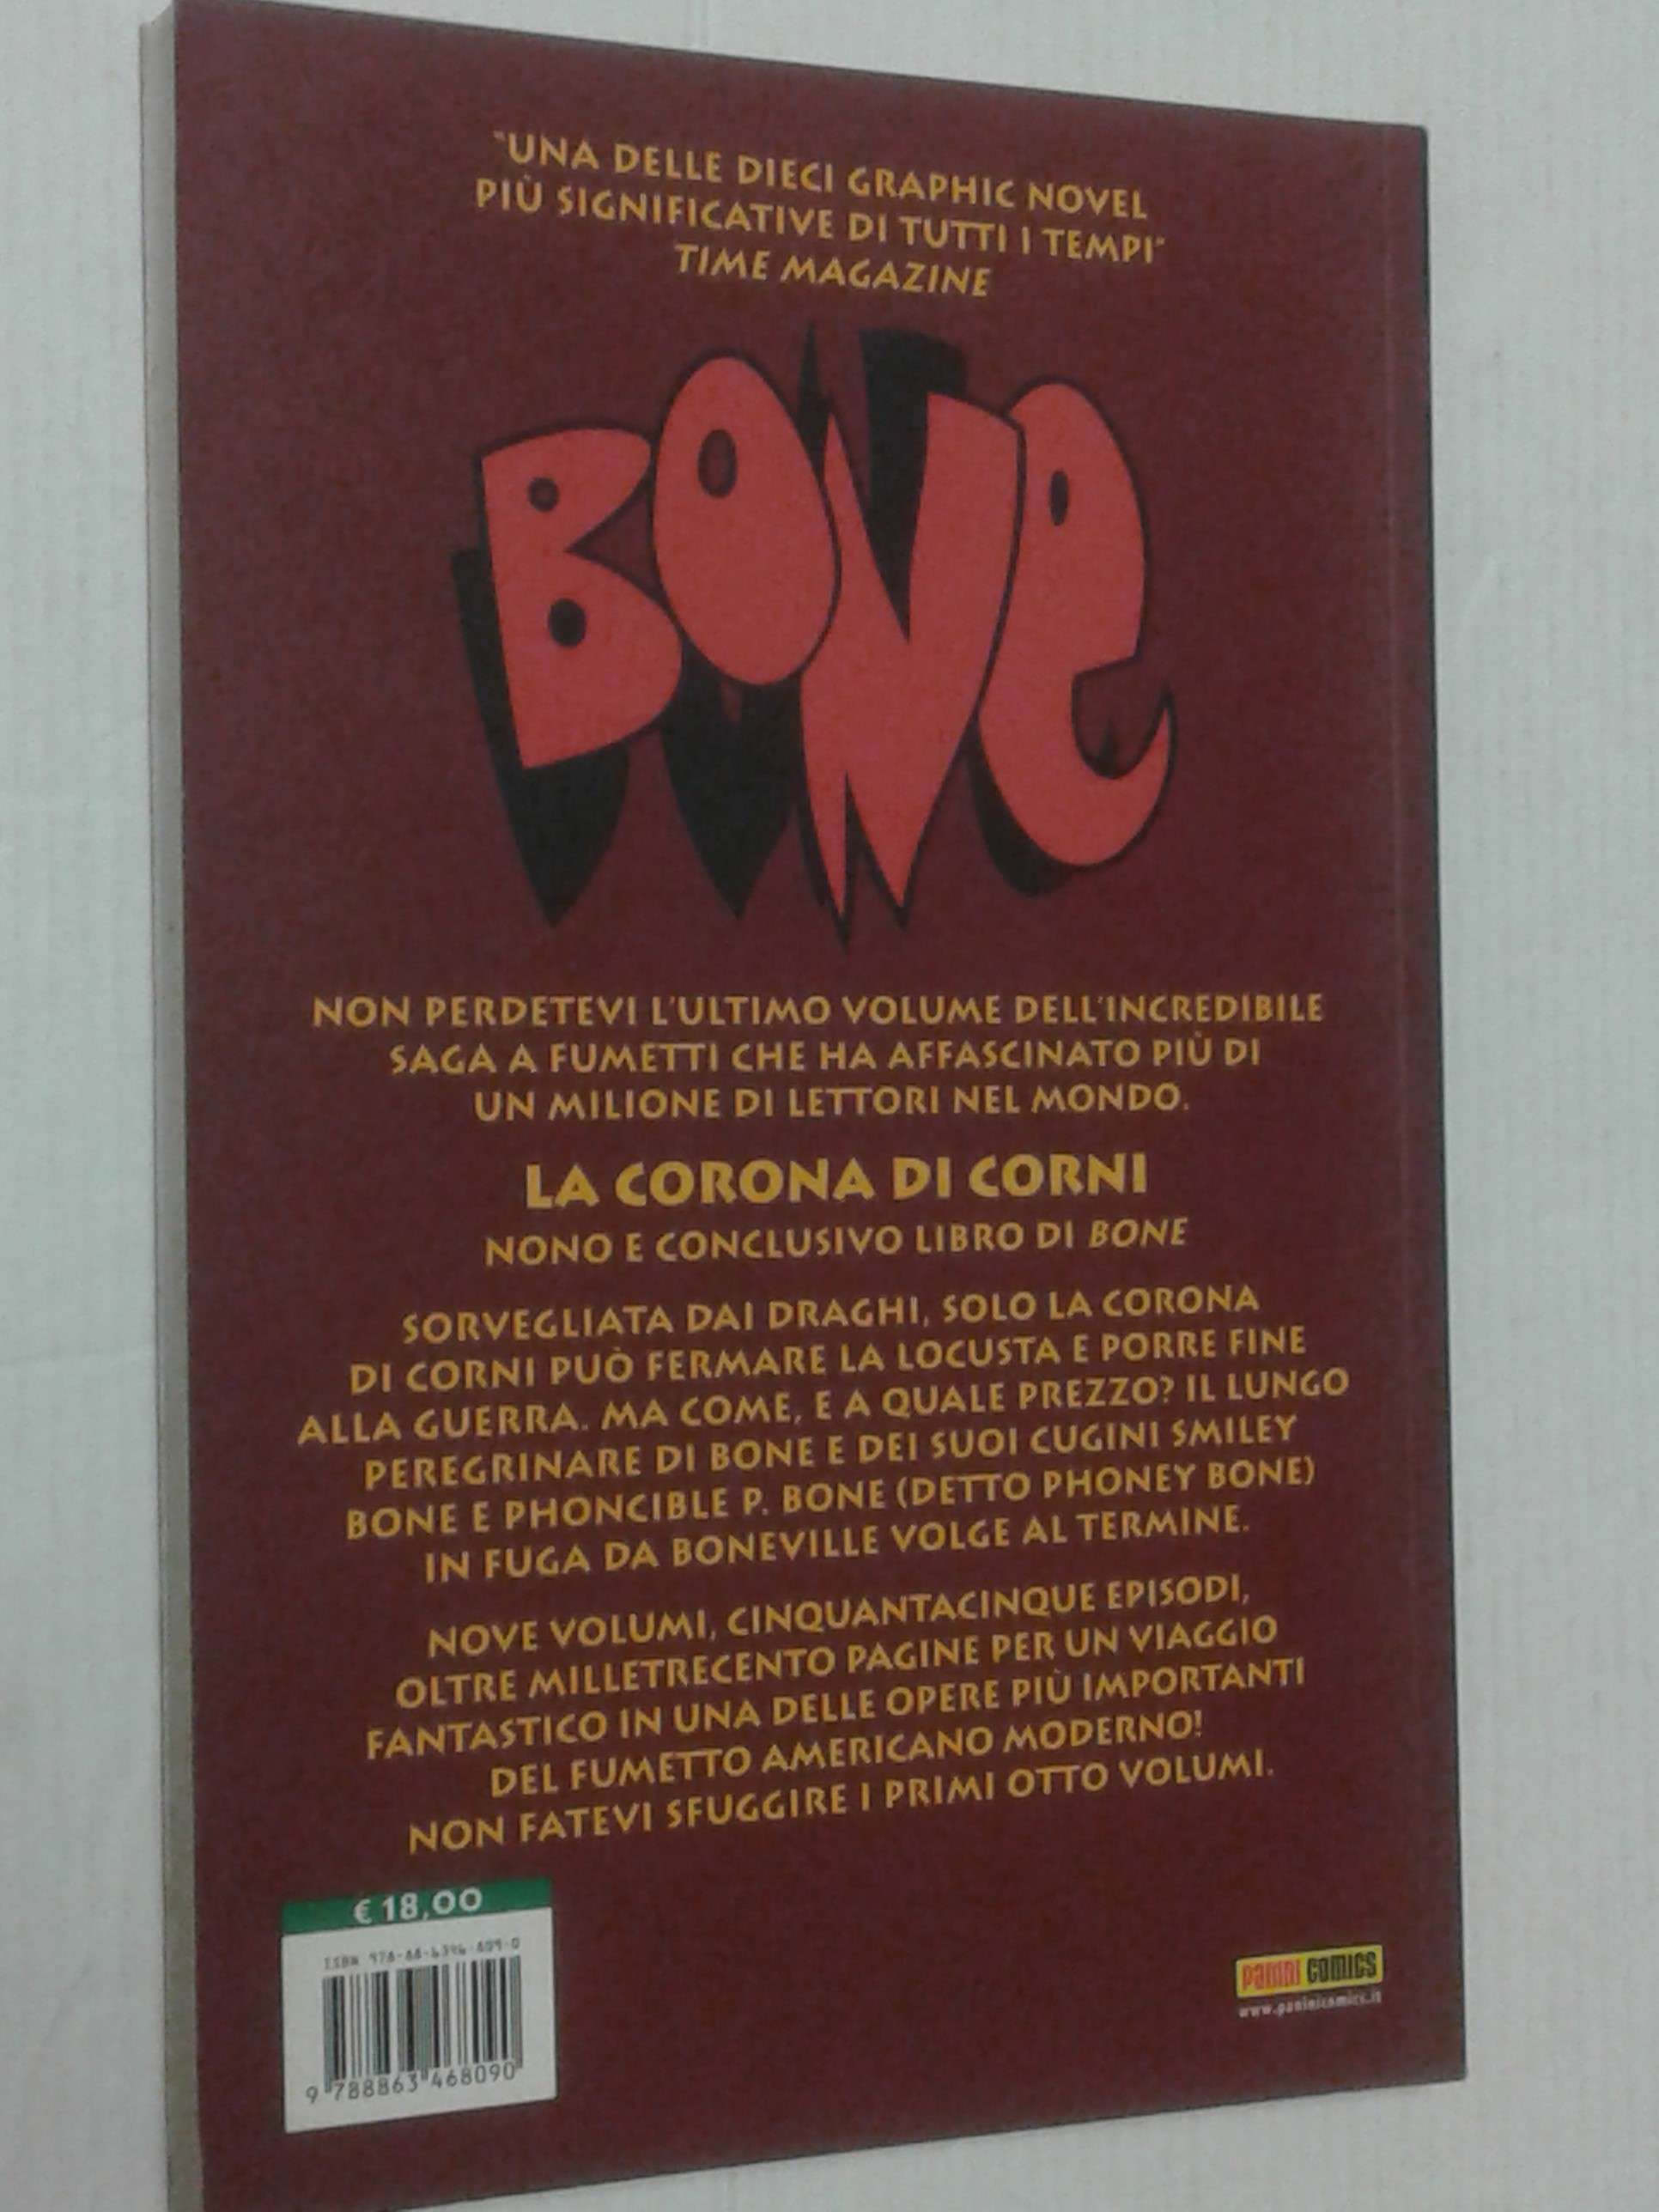 "UNA DELLE DIECI GRAPHIC NOVEL
PIÙ SIGNIFICATIVE DI TUTTI I TEMPI"
TIME MAGAZINE
BONE
NON PERDETEVI L'ULTIMO VOLUME DELL'INCREDIBILE
SAGA A FUMETTI CHE HA AFFASCINATO PIÙ DI
UN MILIONE DI LETTORI NEL MONDO.
LA CORONA DI CORNI
NONO E CONCLUSIVO LIBRO DI BONE
SORVEGLIATA DAI DRAGHI, SOLO LA CORONA
DI CORNI PUÒ FERMARE LA LOCUSTA E PORRE FINE
ALLA GUERRA. MA COME, E A QUALE PREZZO? IL LUNGO
PEREGRINARE DI BONE E DEI SUOI CUGINI SMILEY
BONE E PHONCIBLE P. BONE (DETTO PHONEY BONE)
IN FUGA DA BONEVILLE VOLGE AL TERMINE.
NOVE VOLUMI, CINQUANTACINQUE EPISODI,
OLTRE MILLETRECENTO PAGINE PER UN VIAGGIO
FANTASTICO IN UNA DELLE OPERE PIÙ IMPORTANTI
DEL FUMETTO AMERICANO MODERNO!
NON FATEVI SFUGGIRE I PRIMI OTTO VOLUMI.
€ 18,00
ISBN 978-88-6346-809-0
9 788863 468090
PANINI COMICS
www.paninicomics.it